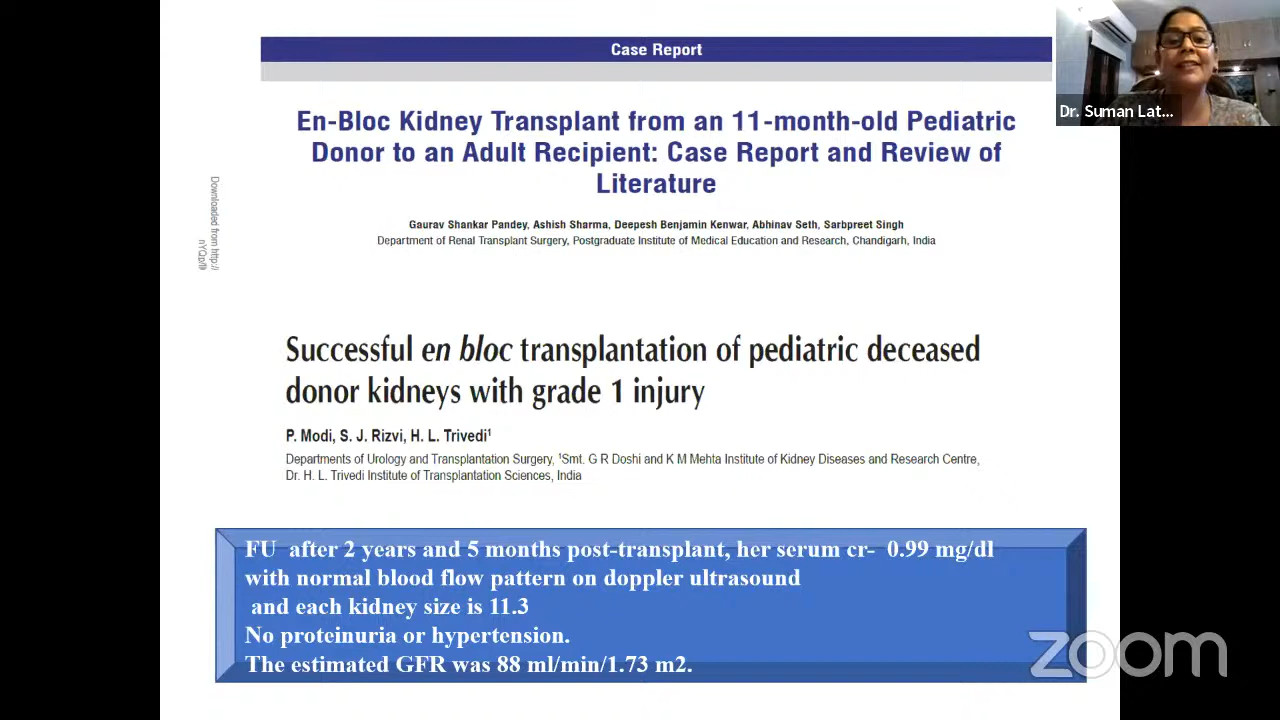 Case Report
Dr. Suman Lat...
En-Bloc Kidney Transplant from an 11-month-old Pediatric
Donor to an Adult Recipient: Case Report and Review of
Literature
Gaurav Shankar Pandey, Ashish Sharma, Deepesh Benjamin Kenwar, Abhinav Seth, Sarbpreet Singh
Department of Renal Transplant Surgery, Postgraduate Institute of Medical Education and Research, Chandigarh, India
Downloaded from http://
Successful en bloc transplantation of pediatric deceased
donor kidneys with grade 1 injury
P. Modi, S. J. Rizvi, H. L. Trivedi¹
Departments of Urology and Transplantation Surgery, ¹Smt. G R Doshi and K M Mehta Institute of Kidney Diseases and Research Centre,
Dr. H. L. Trivedi Institute of Transplantation Sciences, India
FU after 2 years and 5 months post-transplant, her serum cr- 0.99 mg/dl
with normal blood flow pattern on doppler ultrasound
and each kidney size is 11.3
No proteinuria or hypertension.
The estimated GFR was 88 ml/min/1.73 m2.
zoom